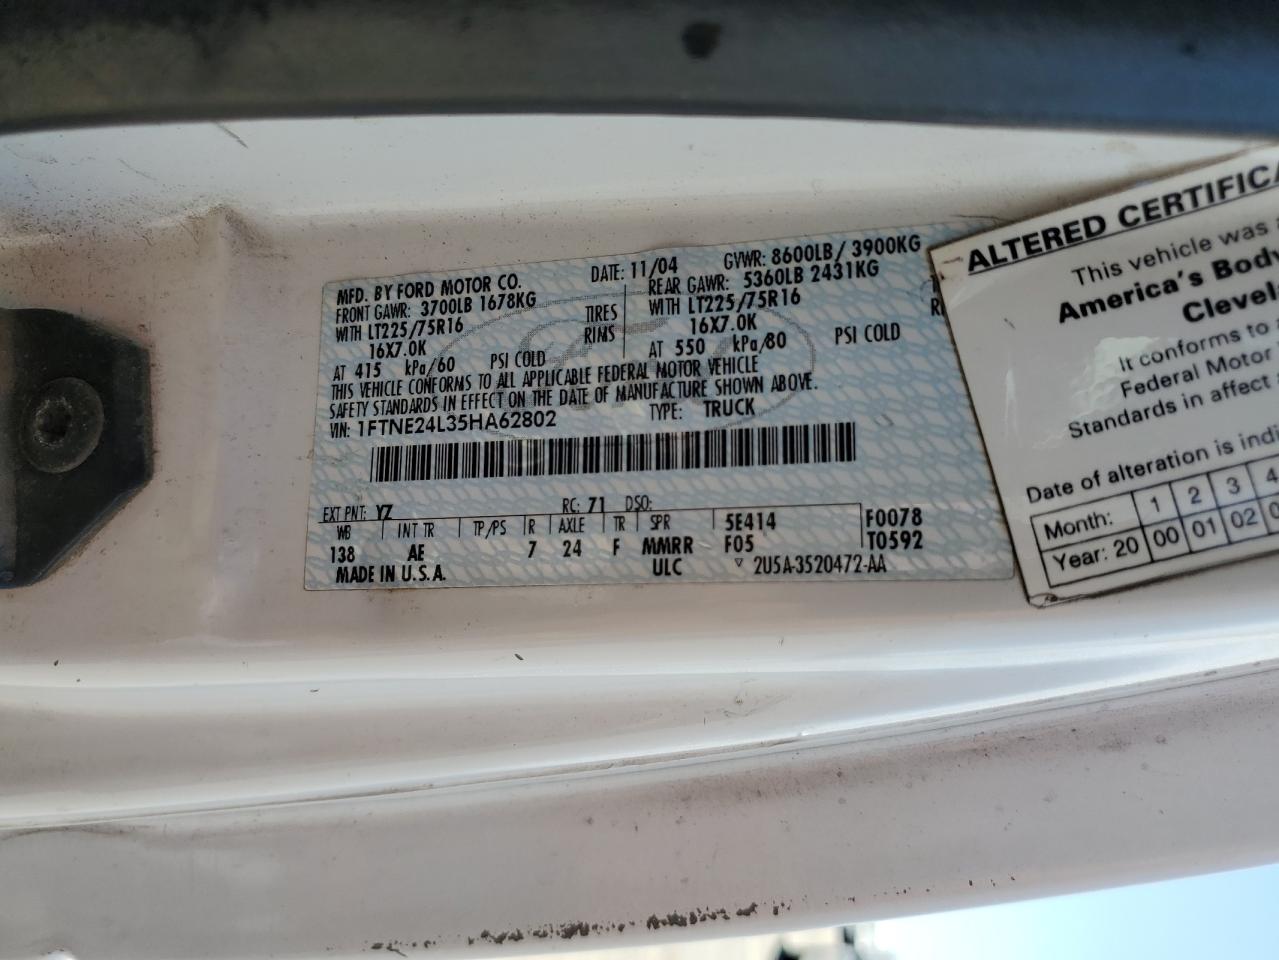 MFD. BY FORD MOTOR CO. DATE: 11/04 GVWR: 8600LB / 3900KG
FRONT GAWR: 3700LB 1678KG REAR GAWR: 5360LB 2431KG
WITH LT225/75R16 TIRES WITH LT225/75R16
16X7.0K RIMS 16X7.0K
AT 415 kPa/60 PSI COLD AT 550 kPa/80 PSI COLD
THIS VEHICLE CONFORMS TO ALL APPLICABLE FEDERAL MOTOR VEHICLE
SAFETY STANDARDS IN EFFECT ON THE DATE OF MANUFACTURE SHOWN ABOVE.
VIN: 1FTNE24L35HA62802 TYPE: TRUCK
EXT PNT: YZ RC: 71 DSO:
WB INT TR TP/PS R AXLE TR SPR 5E414 F0078
138 AE 7 24 F MMRR F05 T0592
MADE IN U.S.A. ULC ▽ 2U5A-3520472-AA
ALTERED CERTIFICA
This vehicle was
America's Body
Clevel
It conforms to
Federal Motor
Standards in affect
Date of alteration is indi
Month: 1 2 3 4
Year: 20 00 01 02 0